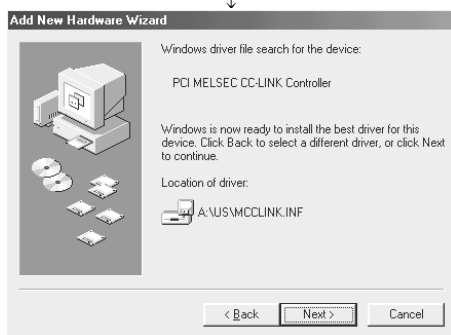 Add New Hardware Wizard
Windows driver file search for the device:
PCI MELSEC CC-LINK Controller
Windows is now ready to install the best driver for this
device. Click Back to select a different driver, or click Next
to continue.
Location of driver:
A:\US\MCCLINK.INF
< Back
Next >
Cancel